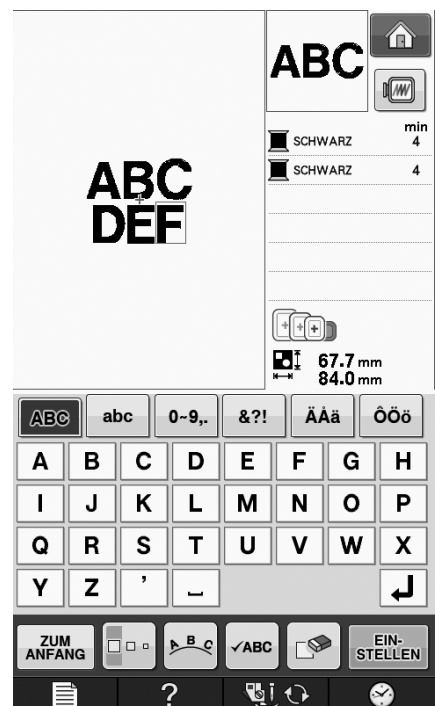 ABC
min
SCHWARZ 4
SCHWARZ 4
ABC
DEF
67.7 mm
84.0 mm
ABC abc 0~9,. &?! ÄÅä ÔÖö
A B C D E F G H
I J K L M N O P
Q R S T U V W X
Y Z '
ZUM ANFANG A B C ✓ABC EIN-STELLEN
?